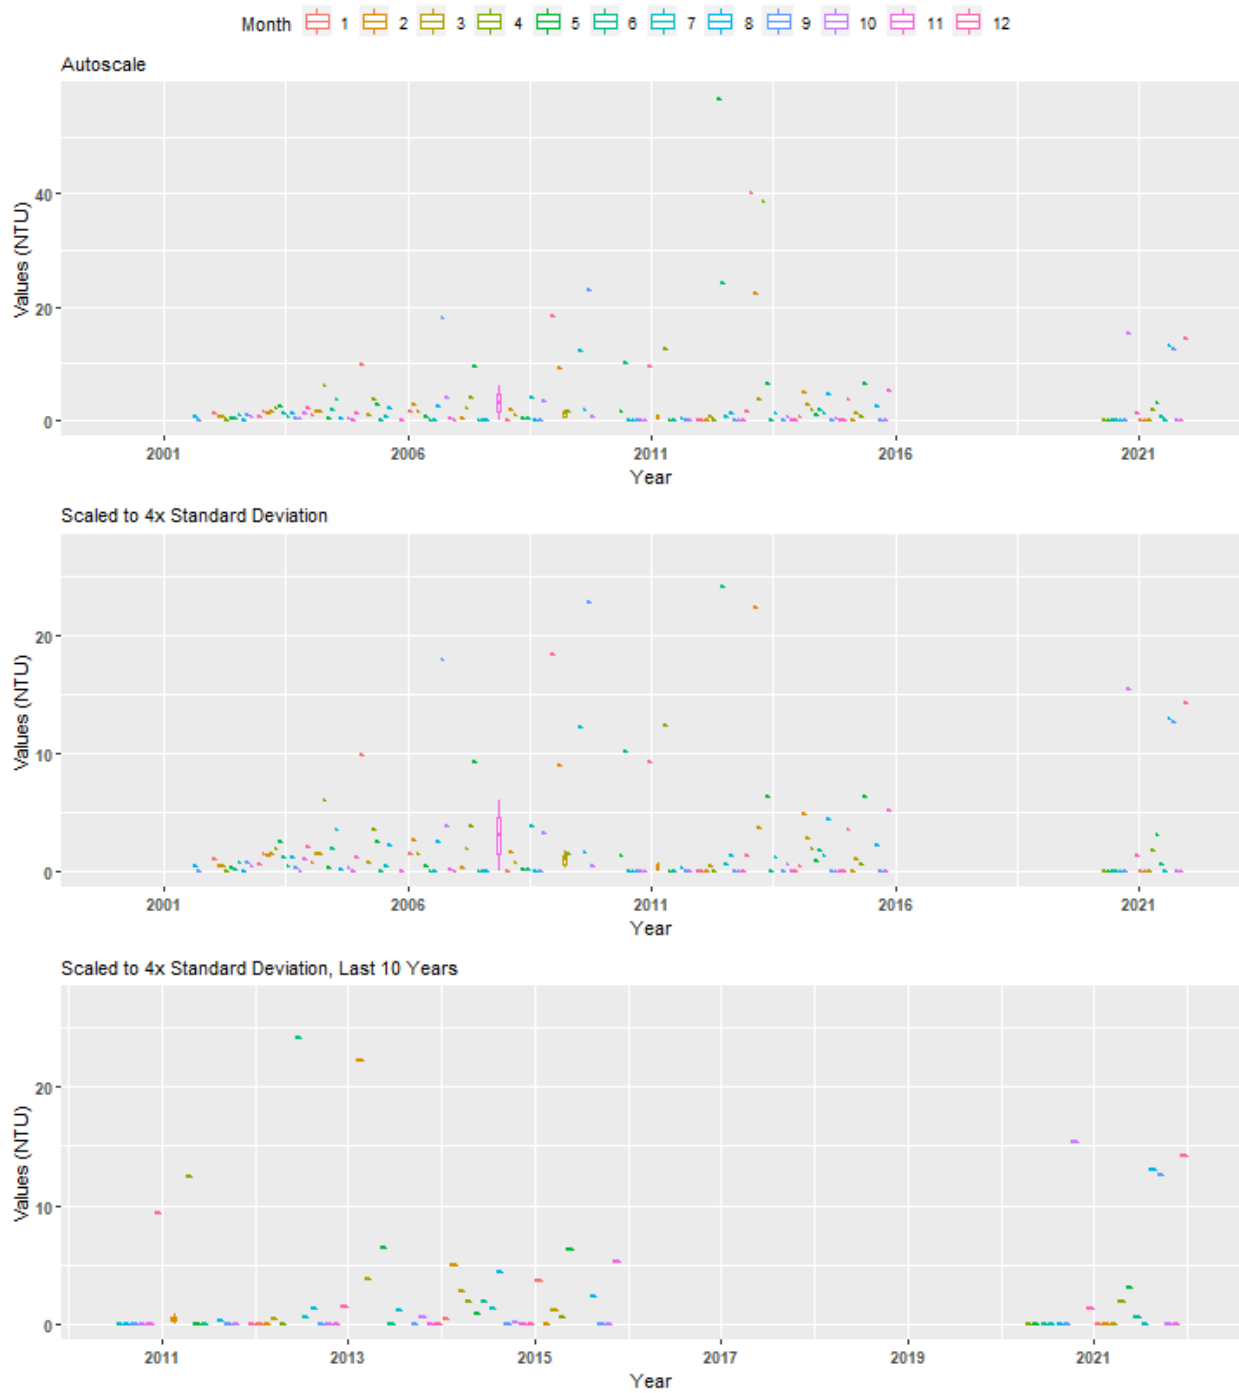 Month 1 2 3 4 5 6 7 8 9 10 11 12
Autoscale
Values (NTU)
40
20
0
2001 2006 2011 2016 2021
Year
Scaled to 4x Standard Deviation
Values (NTU)
20
10
0
2001 2006 2011 2016 2021
Year
Scaled to 4x Standard Deviation, Last 10 Years
Values (NTU)
20
10
0
2011 2013 2015 2017 2019 2021
Year